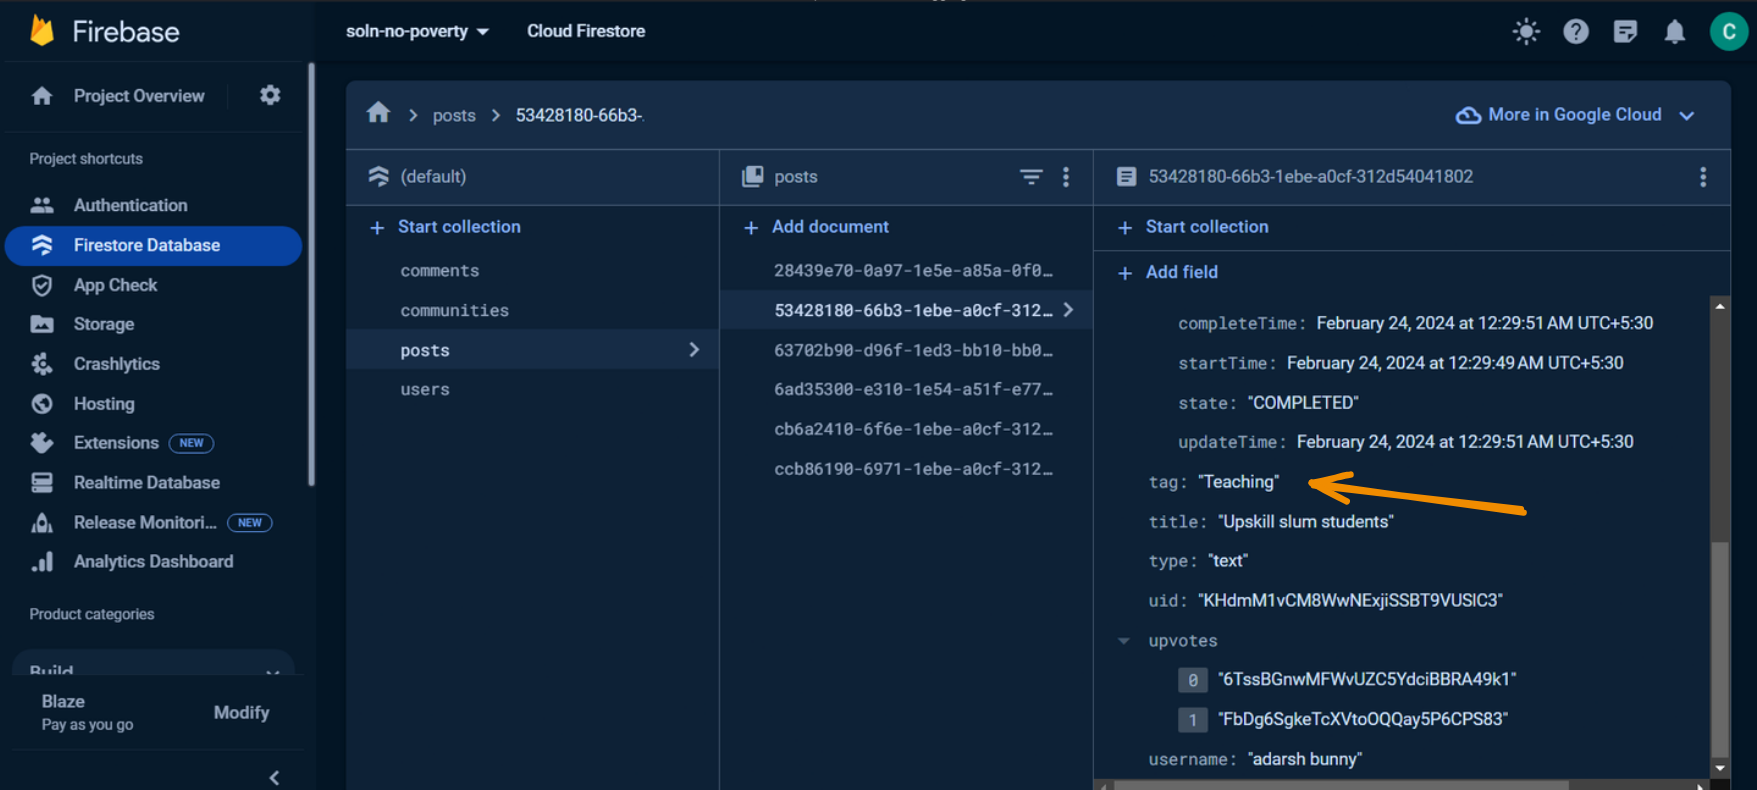 Firebase
soln-no-poverty
Cloud Firestore
C
Project Overview
Project shortcuts
Authentication
Firestore Database
App Check
Storage
Crashlytics
Hosting
Extensions NEW
Realtime Database
Release Monitori... NEW
Analytics Dashboard
Product categories
Build
Blaze
Pay as you go
Modify
posts
53428180-66b3-
More in Google Cloud
(default)
Start collection
comments
communities
posts
users
posts
Add document
28439e70-0a97-1e5e-a85a-0f0…
53428180-66b3-1ebe-a0cf-312…
63702b90-d96f-1ed3-bb10-bb0…
6ad35300-e310-1e54-a51f-e77…
cb6a2410-6f6e-1ebe-a0cf-312…
ccb86190-6971-1ebe-a0cf-312…
53428180-66b3-1ebe-a0cf-312d54041802
Start collection
Add field
completeTime: February 24, 2024 at 12:29:51 AM UTC+5:30
startTime: February 24, 2024 at 12:29:49 AM UTC+5:30
state: "COMPLETED"
updateTime: February 24, 2024 at 12:29:51 AM UTC+5:30
tag: "Teaching"
title: "Upskill slum students"
type: "text"
uid: "KHdmM1vCM8WwNExjiSSBT9VUSlC3"
upvotes
0 "6TssBGnwMFWvUZC5YdciBBRA49k1"
1 "FbDg6SgkeTcXVtoOQQay5P6CPS83"
username: "adarsh bunny"